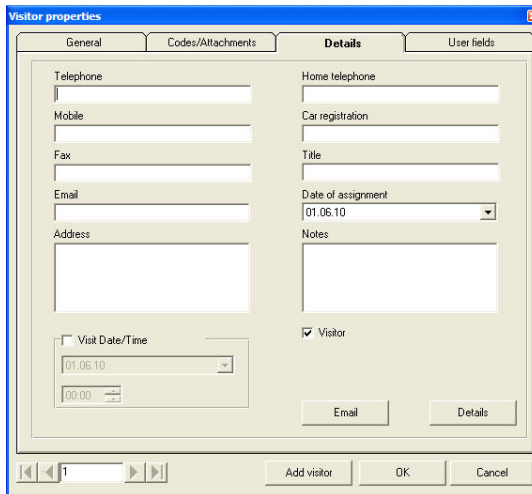 Visitor properties
General Codes/Attachments Details User fields
Telephone Home telephone
Mobile Car registration
Fax Title
Email Date of assignment
01.06.10
Address Notes
Visit Date/Time Visitor
01.06.10
00:00
Email Details
1 Add visitor OK Cancel